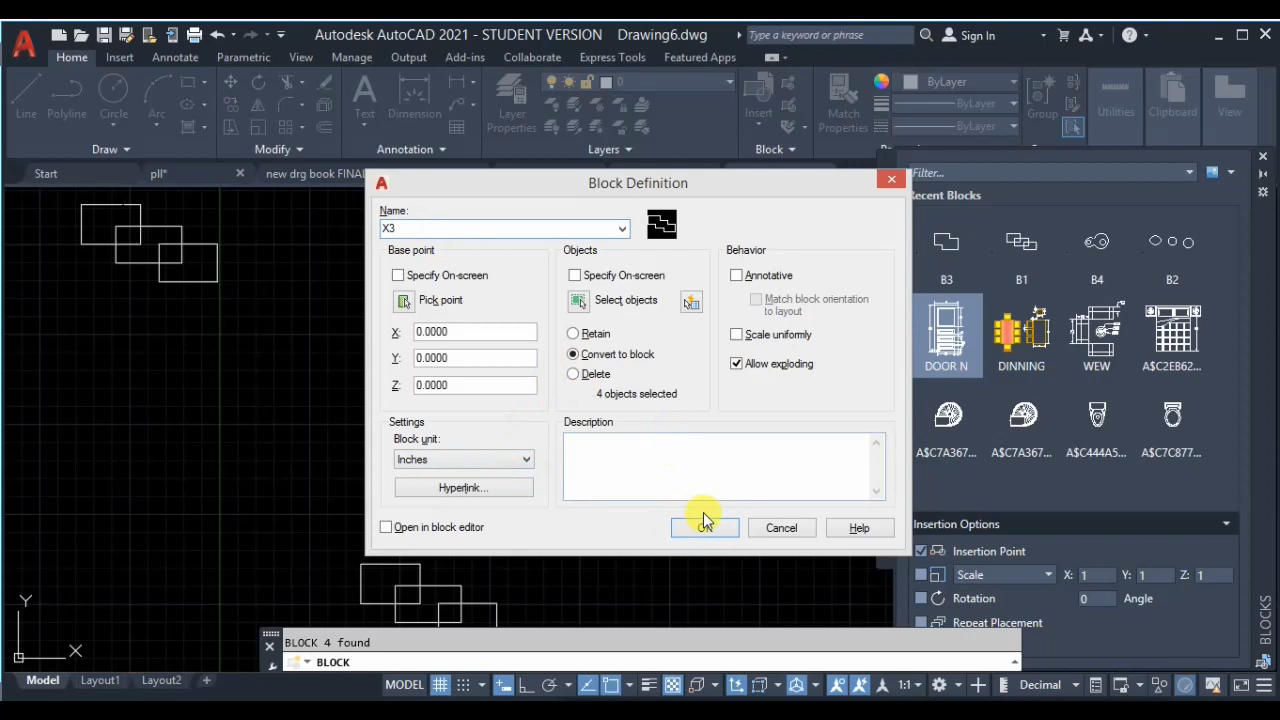 Autodesk AutoCAD 2021 - STUDENT VERSION Drawing6.dwg
Type a keyword or phrase
Sign In
Home Insert Annotate Parametric View Manage Output Collaborate Express Tools Featured Apps
Line Polyline Circle Arc
Text Dimension
Layer Properties
0
Insert
Match Properties
ByLayer
ByLayer
ByLayer
Group
Utilities
Clipboard
View
Draw Modify Annotation Layers Block
Start pll* new drg book FINAL
Filter...
Recent Blocks
B3 B1 B4 B2
DOOR N DINNING WEW A$C2EB62...
A$C7A367... A$C7A367... A$C444A5... A$C7C877...
Insertion Options
Insertion Point
Scale X: 1 Y: 1 Z: 1
Rotation 0 Angle
Repeat Placement
BLOCKS
Block Definition
Name:
X3
Base point
Specify On-screen
Pick point
X: 0.0000
Y: 0.0000
Z: 0.0000
Objects
Specify On-screen
Select objects
Retain
Convert to block
Delete
4 objects selected
Behavior
Annotative
Match block orientation
to layout
Scale uniformly
Allow exploding
Settings
Block unit:
Inches
Hyperlink...
Description
Open in block editor
OK Cancel Help
Y
X
BLOCK 4 found
BLOCK
Model Layout1 Layout2 +
MODEL 1:1 Decimal